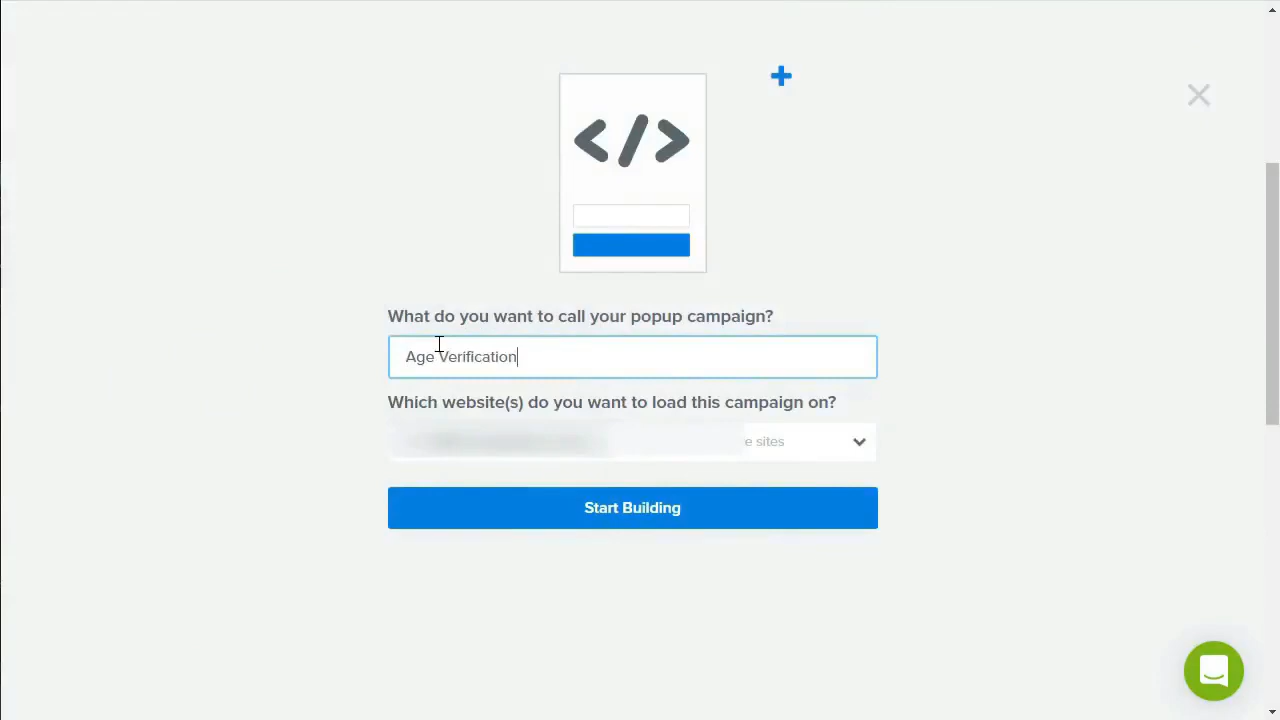 </>
What do you want to call your popup campaign?
Age Verification
Which website(s) do you want to load this campaign on?
sites
Start Building